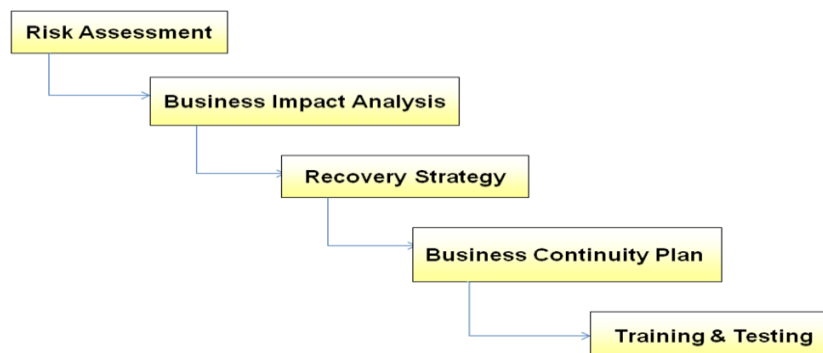 Risk Assessment
Business Impact Analysis
Recovery Strategy
Business Continuity Plan
Training & Testing